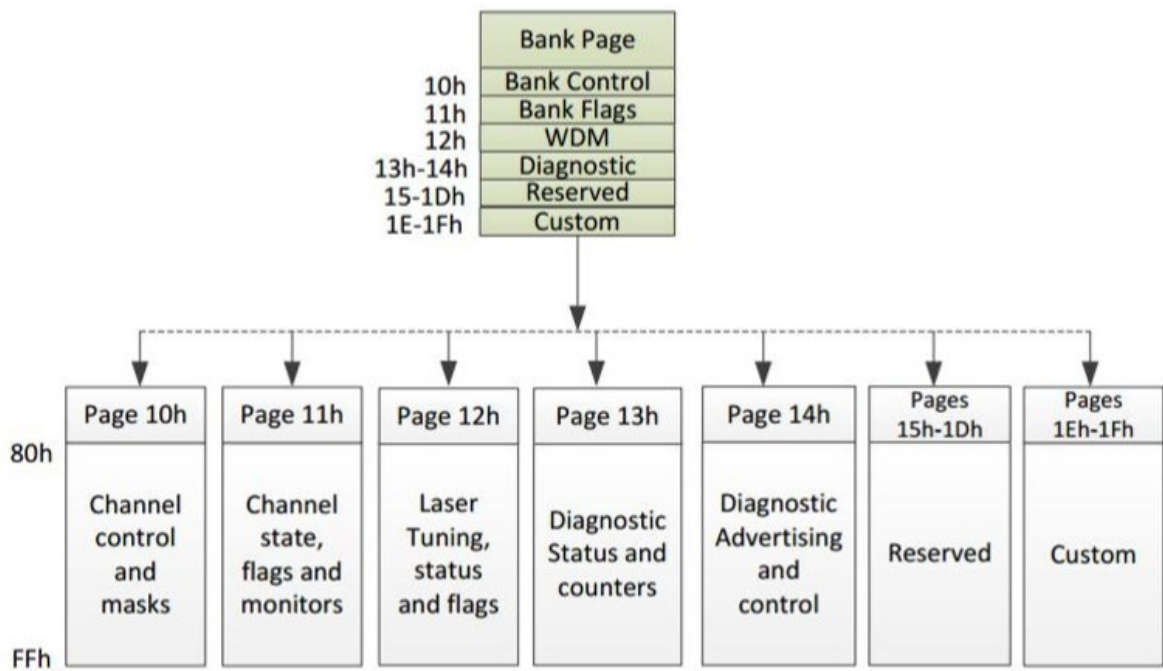 Bank Page
10h Bank Control
11h Bank Flags
12h WDM
13h-14h Diagnostic
15-1Dh Reserved
1E-1Fh Custom
Page 10h
Page 11h
Page 12h
Page 13h
Page 14h
Pages
15h-1Dh
Pages
1Eh-1Fh
80h
Channel
control
and
masks
Channel
state,
flags and
monitors
Laser
Tuning,
status
and flags
Diagnostic
Status and
counters
Diagnostic
Advertising
and
control
Reserved
Custom
FFh